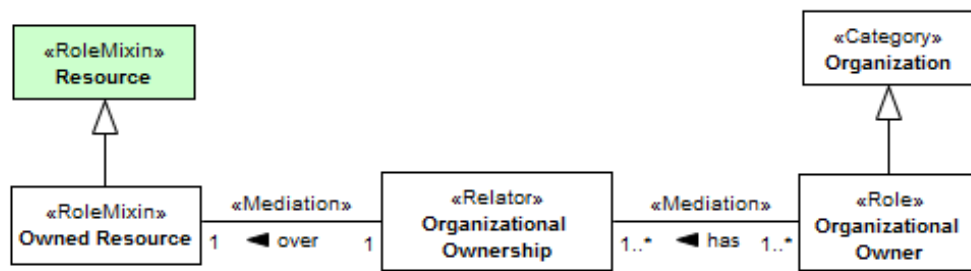 «RoleMixin»
Resource
«Category»
Organization
«RoleMixin»
Owned Resource
«Mediation»
1
◄ over
1
«Relator»
Organizational
Ownership
«Mediation»
1..*
◄ has
1..*
«Role»
Organizational
Owner